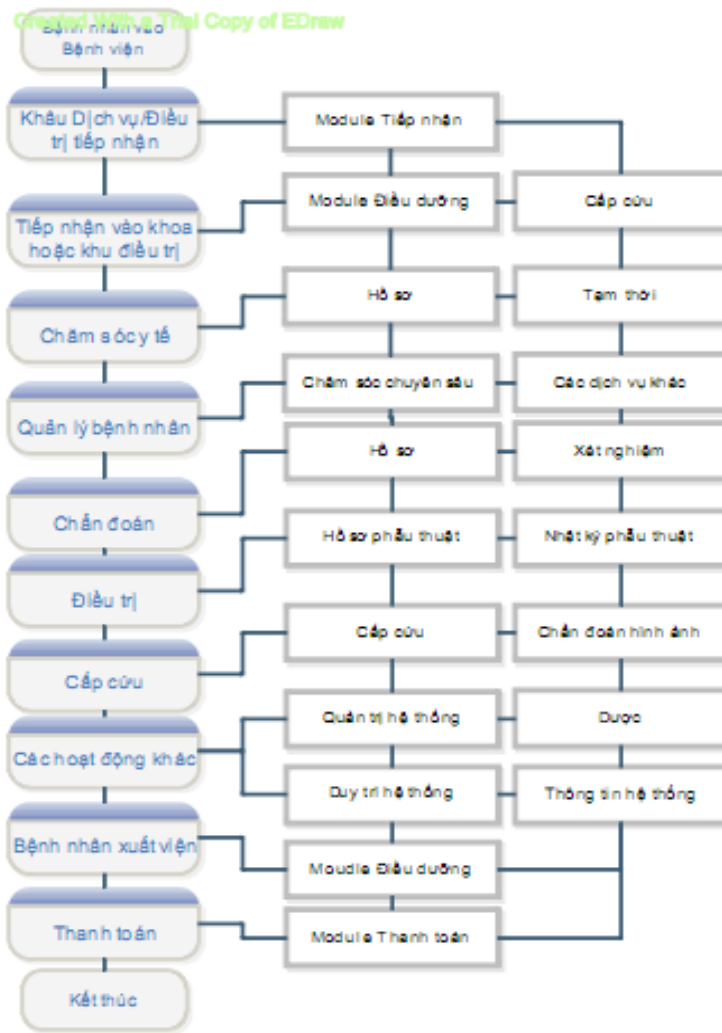 Created With a Trial Copy of EDraw
Bệnh nhân vào
Bệnh viện
Khâu Dịch vụ/Điều
trị tiếp nhận
Module Tiếp nhận
Tiếp nhận vào khoa
hoặc khu điều trị
Module Điều dưỡng
Cấp cứu
Chăm sóc y tế
Hồ sơ
Tạm thời
Quản lý bệnh nhân
Chăm sóc chuyên sâu
Các dịch vụ khác
Chẩn đoán
Hồ sơ
Xét nghiệm
Điều trị
Hồ sơ phẫu thuật
Nhật ký phẫu thuật
Cấp cứu
Cấp cứu
Chẩn đoán hình ảnh
Các hoạt động khác
Quản trị hệ thống
Dược
Duy trì hệ thống
Thông tin hệ thống
Bệnh nhân xuất viện
Moudle Điều dưỡng
Thanh toán
Module Thanh toán
Kết thúc